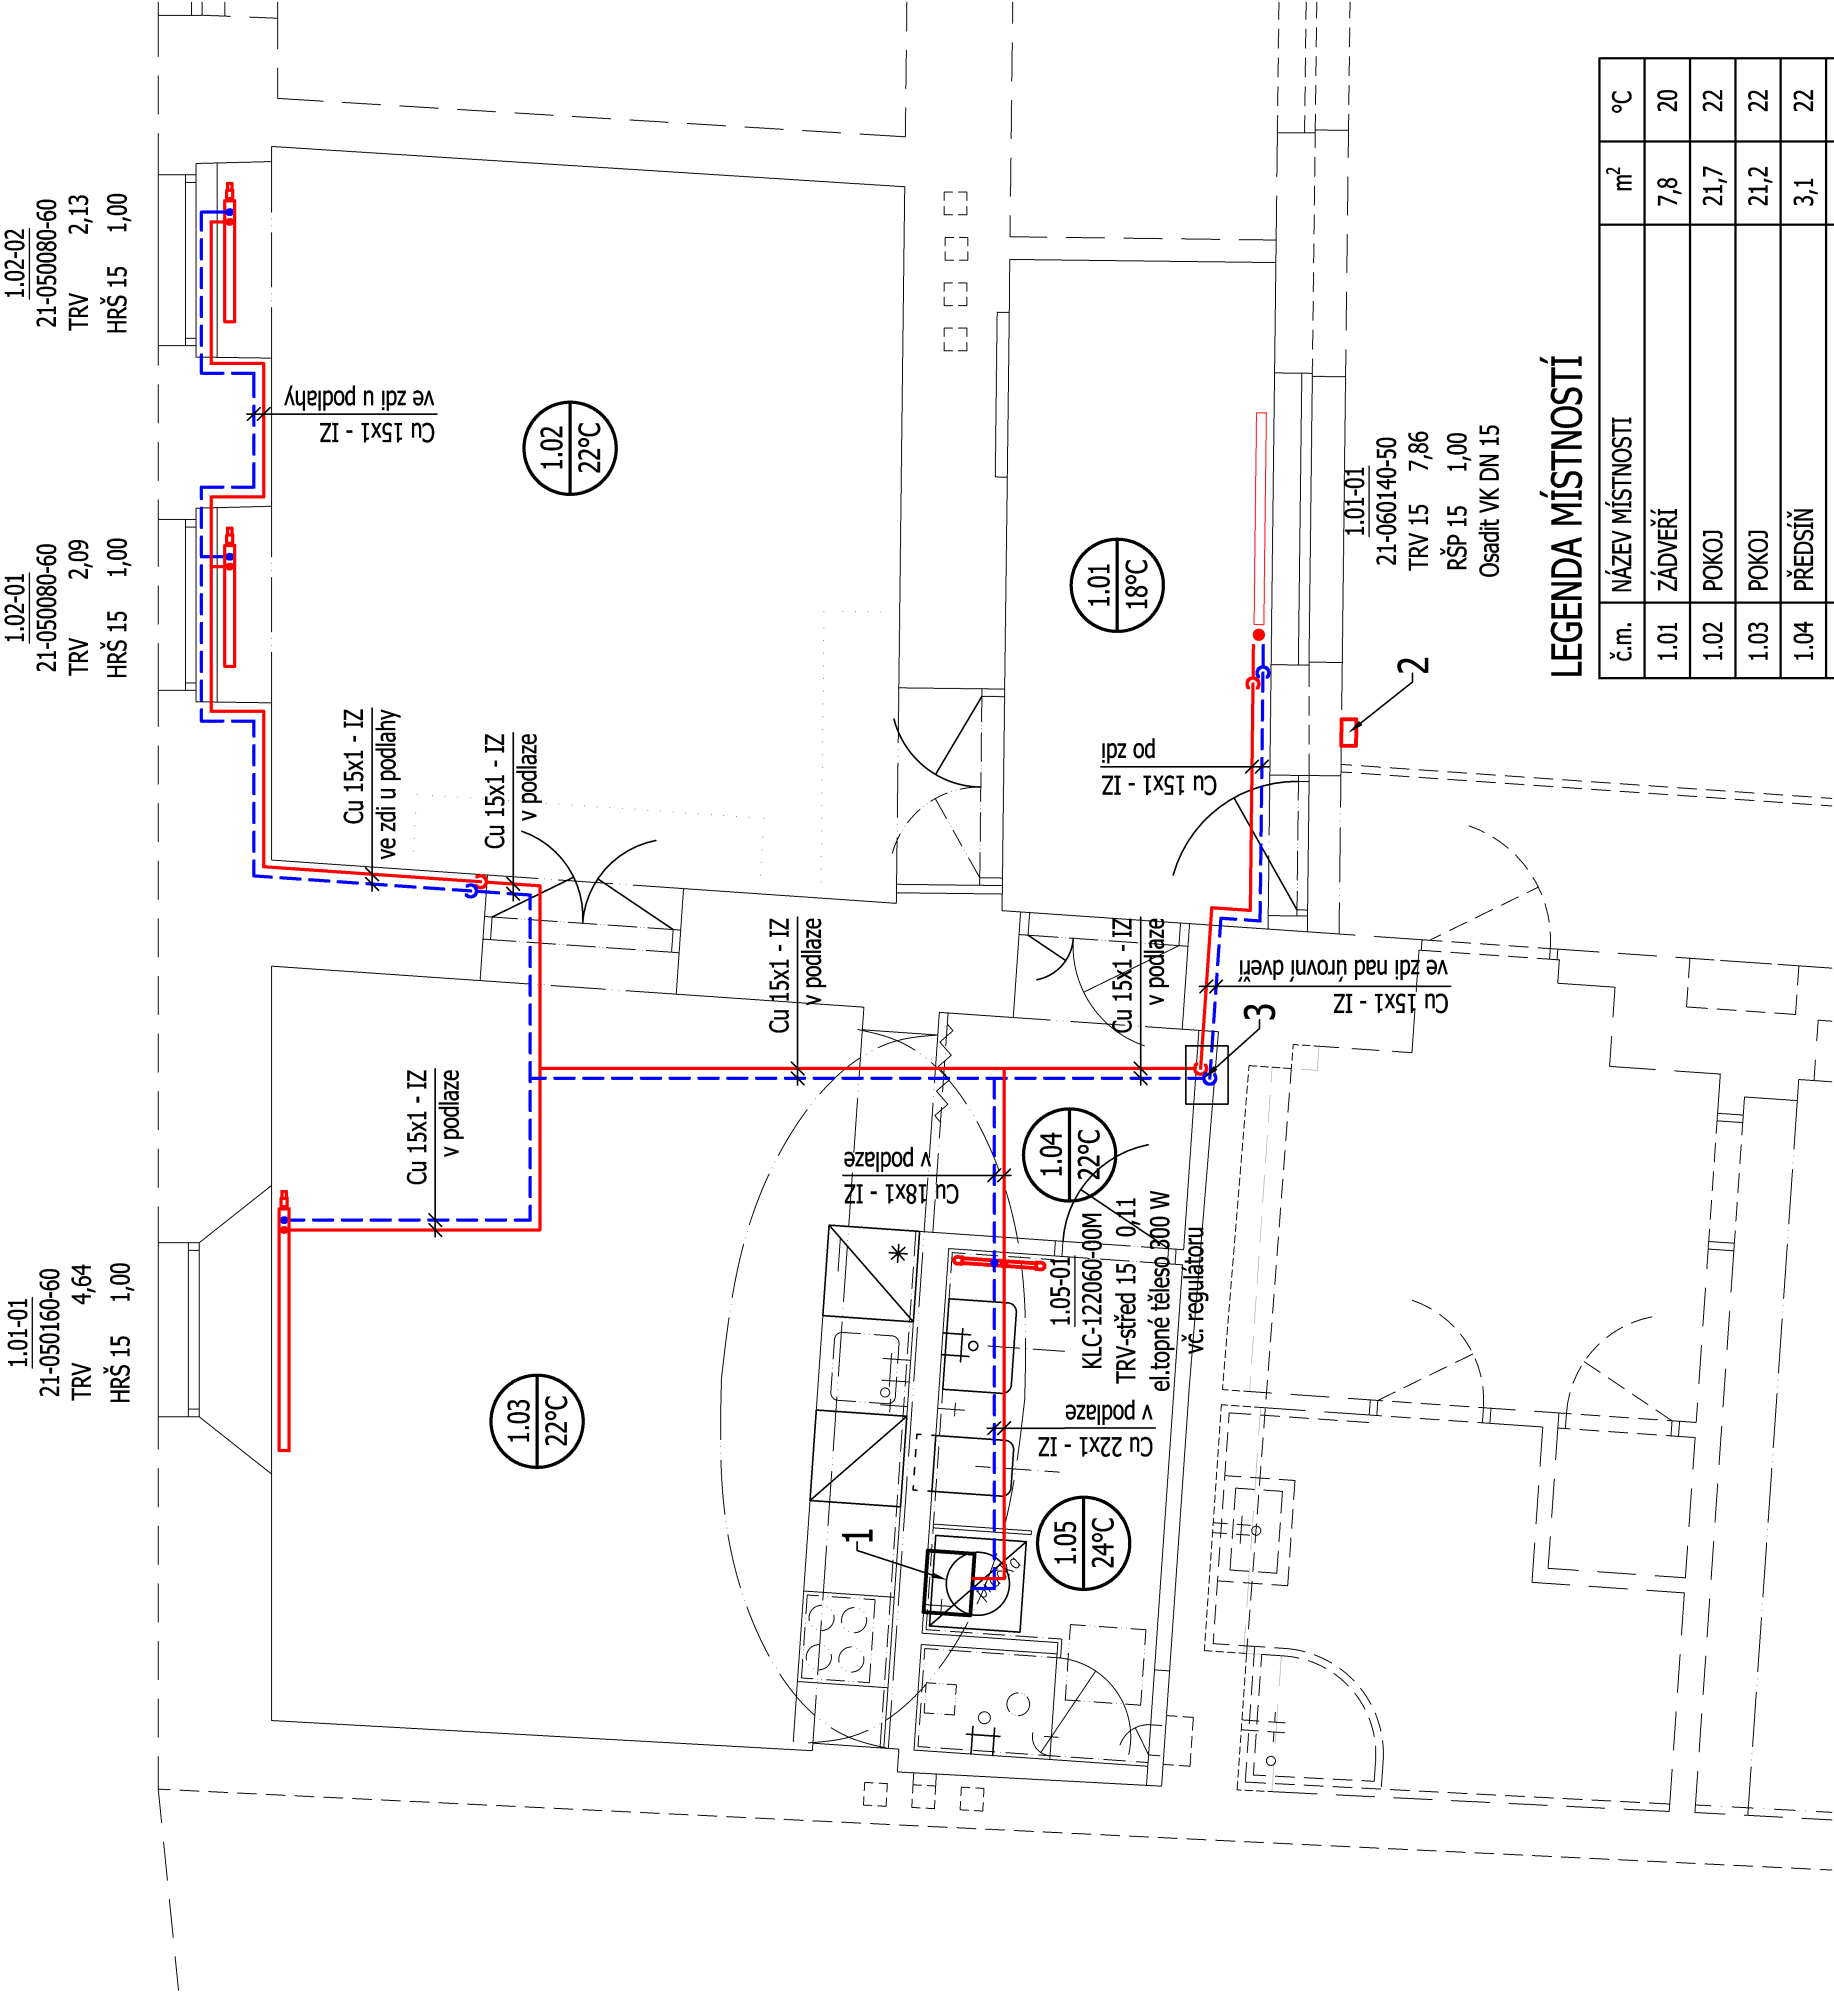 1.02-02
21-050080-60
TRV 2,13
HRŠ 15 1,00
1.02-01
21-050080-60
TRV 2,09
HRŠ 15 1,00
1.01-01
21-050160-60
TRV 4,64
HRŠ 15 1,00
Cu 15x1 - IZ
ve zdi u podlahy
Cu 15x1 - IZ
ve zdi u podlahy
Cu 15x1 - IZ
v podlaze
Cu 15x1 - IZ
v podlaze
1.02
22°C
1.03
22°C
Cu 15x1 - IZ
v podlaze
Cu 18x1 - IZ
v podlaze
1
1.01
18°C
Cu 15x1 - IZ
po zdi
Cu 15x1 - IZ
v podlaze
1.04
22°C
1.05-01
KLC-122060-00M
TRV-střed 15 0,11
el.topné těleso 300 W
vč. regulátoru
Cu 22x1 - IZ
v podlaze
1.05
24°C
Cu 15x1 - IZ
ve zdi nad úrovní dveří
3
2
1.01-01
21-060140-50
TRV 15 7,86
RŠP 15 1,00
Osadit VK DN 15
LEGENDA MÍSTNOSTÍ
č.m. NÁZEV MÍSTNOSTI m² °C
1.01 ZÁDVEŘÍ 7,8 20
1.02 POKOJ 21,7 22
1.03 POKOJ 21,2 22
1.04 PŘEDSÍŇ 3,1 22